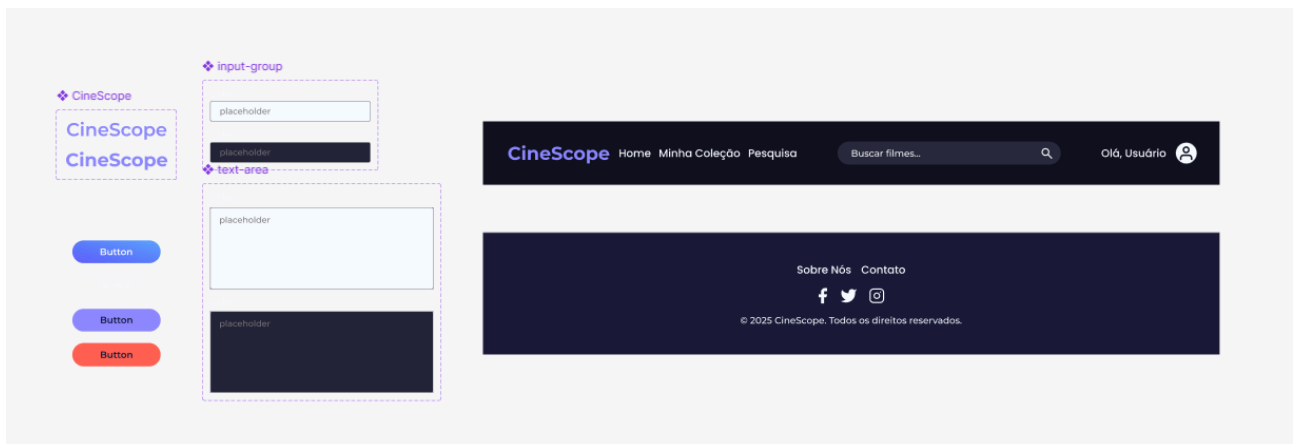 CineScope
CineScope
CineScope
Button
Button
Button
input-group
placeholder
placeholder
text-area
placeholder
placeholder
CineScope Home Minha Coleção Pesquisa Buscar filmes... Olá, Usuário
Sobre Nós Contato
© 2025 CineScope. Todos os direitos reservados.